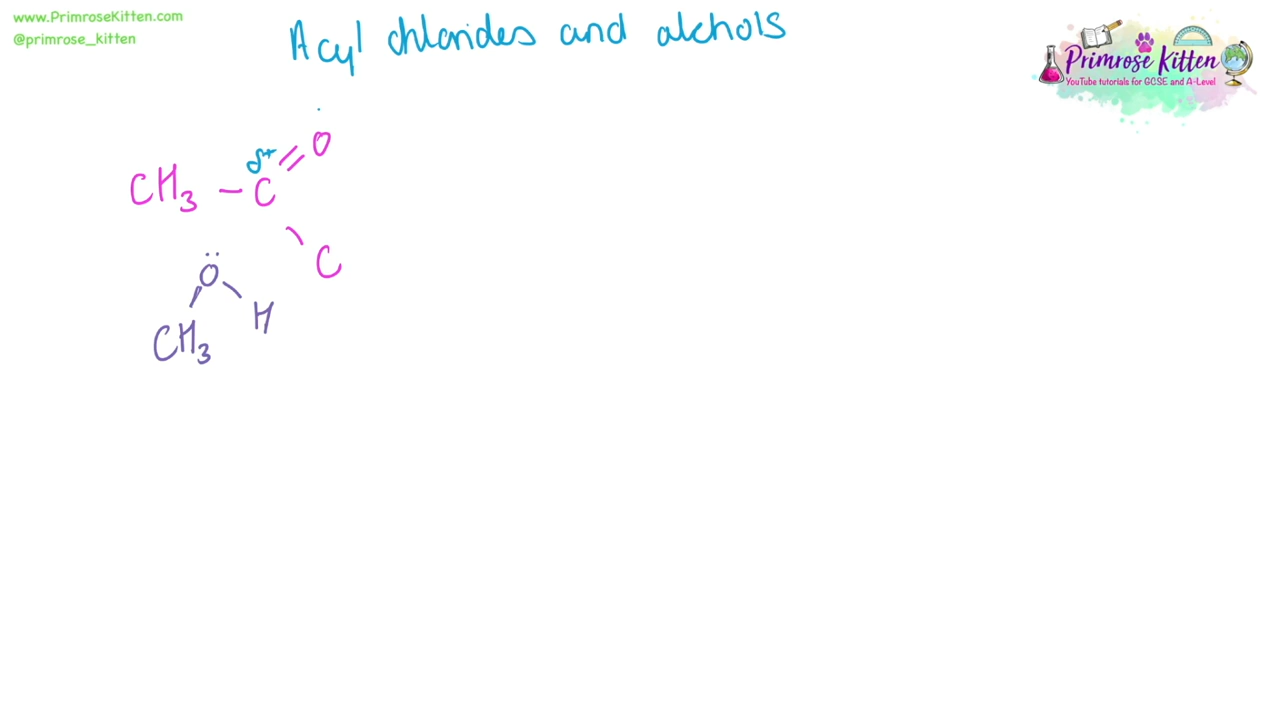 www.PrimroseKitten.com
@primrose_kitten
Acyl chlorides and alchols
Primrose Kitten
YouTube tutorials for GCSE and A-Level
δ+
O
CH3 - C
C
O
H
CH3